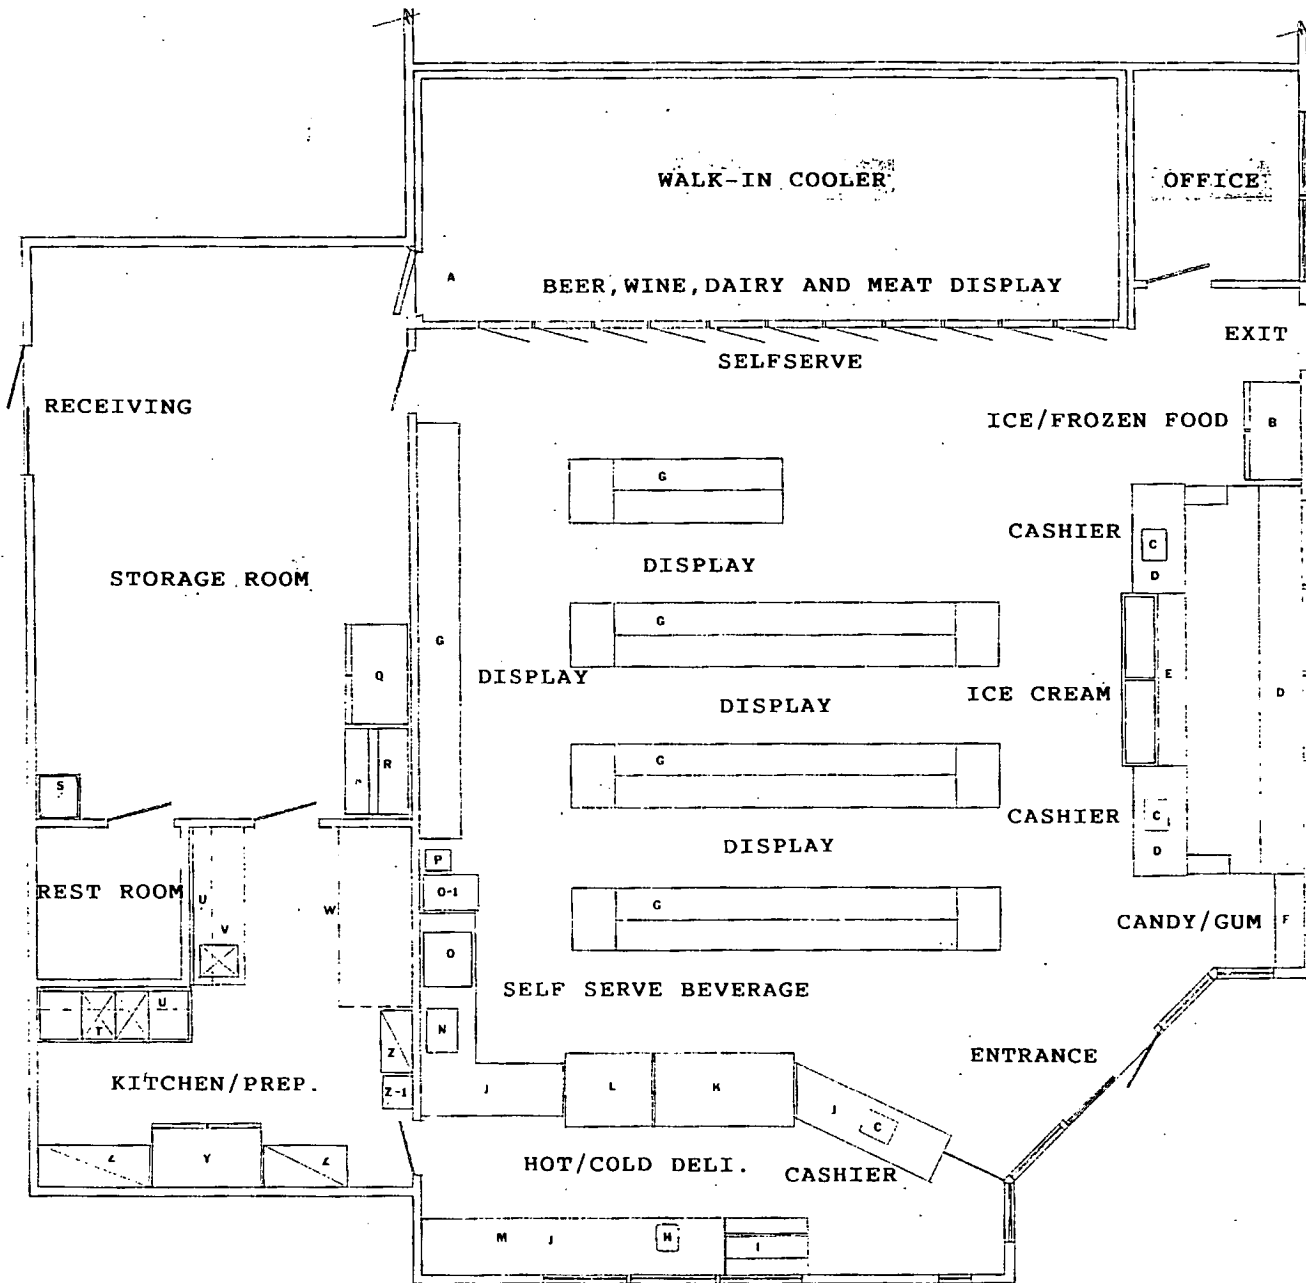 N
N
WALK-IN COOLER
OFFICE
A
BEER, WINE, DAIRY AND MEAT DISPLAY
EXIT
SELFSERVE
RECEIVING
ICE/FROZEN FOOD
B
G
CASHIER
C
DISPLAY
D
STORAGE ROOM
G
G
Q
DISPLAY
E
ICE CREAM
D
DISPLAY
G
R
S
CASHIER
C
DISPLAY
D
P
REST ROOM
U
O-1
W
G
CANDY/GUM
F
V
O
SELF SERVE BEVERAGE
U
T
N
Z
ENTRANCE
KITCHEN/PREP.
Z-1
J
L
K
J
C
Y
HOT/COLD DELI.
CASHIER
M
J
H
I